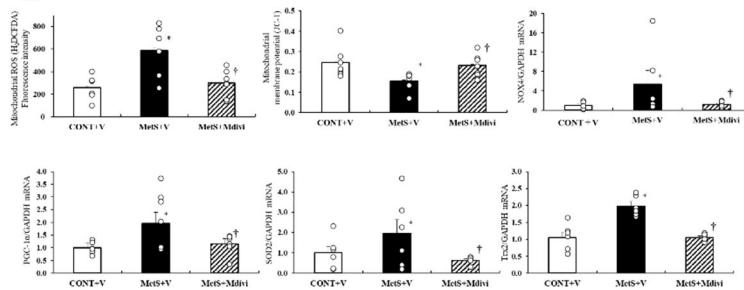 Mitochondrial ROS (H₂DCFDA)
Fluorescence intensity
800
600
400
200
0
*
†
CONT+V
MetS+V
MetS+Mdivi
Mitochondrial
membrane potential (JC-1)
0.5
0.4
0.3
0.2
0.1
0.0
*
†
CONT+V
MetS+V
MetS+Mdivi
NOX4/GAPDH mRNA
20
16
12
8
4
0
*
†
CONT+V
MetS+V
MetS+Mdivi
PGC-1α/GAPDH mRNA
4.0
3.5
3.0
2.5
2.0
1.5
1.0
0.5
0.0
*
†
CONT+V
MetS+V
MetS+Mdivi
SOD2/GAPDH mRNA
5.0
4.0
3.0
2.0
1.0
0.0
*
†
CONT+V
MetS+V
MetS+Mdivi
Trx2/GAPDH mRNA
3.0
2.5
2.0
1.5
1.0
0.5
0.0
*
†
CONT+V
MetS+V
MetS+Mdivi